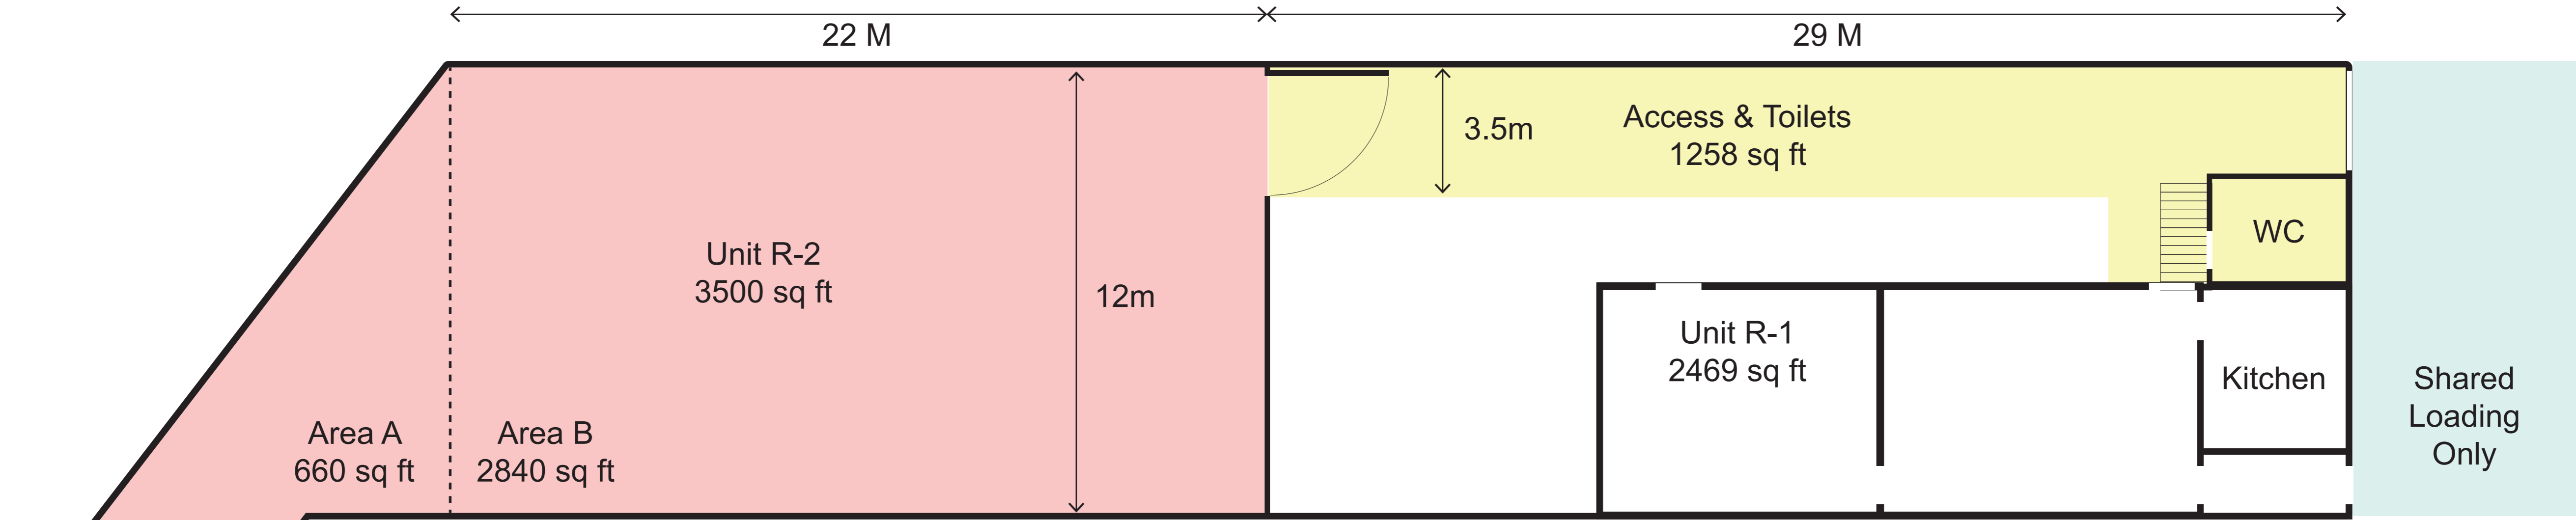 22 M
29 M
Access & Toilets
1258 sq ft
3.5m
WC
Unit R-2
3500 sq ft
12m
Unit R-1
2469 sq ft
Kitchen
Shared
Loading
Only
Area A
660 sq ft
Area B
2840 sq ft